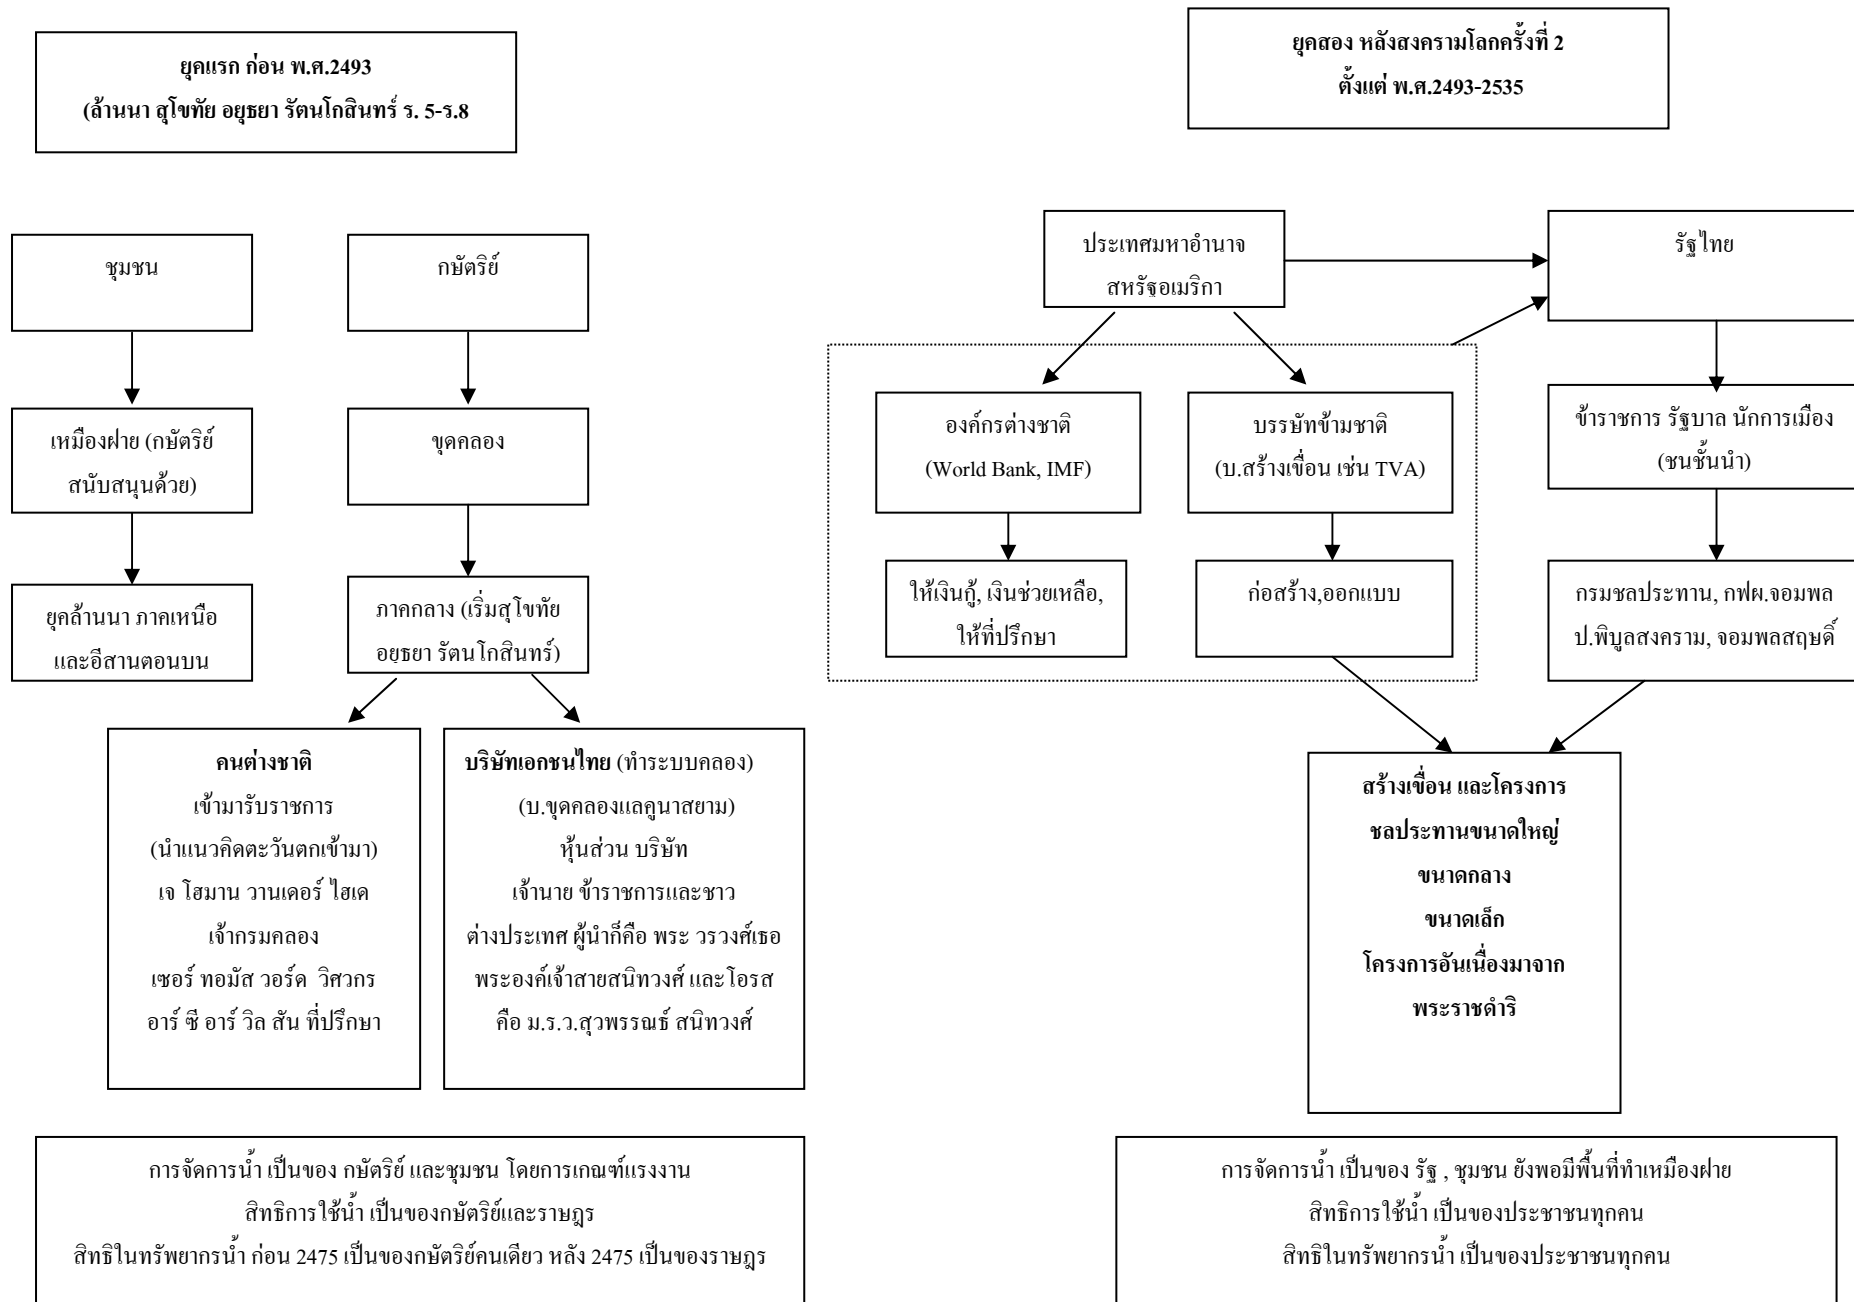 ยุคแรก ก่อน พ.ศ.2493
(ล้านนา สุโขทัย อยุธยา รัตนโกสินทร์ ร. 5-ร.8
ชุมชน
เหมืองฝาย (กษัตริย์
สนับสนุนด้วย)
ยุคล้านนา ภาคเหนือ
และอีสานตอนบน
กษัตริย์
ขุดคลอง
ภาคกลาง (เริ่มสุโขทัย
อยุธยา รัตนโกสินทร์)
คนต่างชาติ
เข้ามารับราชการ
(นำแนวคิดตะวันตกเข้ามา)
เจ โฮมาน วานเดอร์ ไฮเด
เจ้ากรมคลอง
เซอร์ ทอมัส วอร์ด วิศวกร
อาร์ ซี อาร์ วิล สัน ที่ปรึกษา
บริษัทเอกชนไทย (ทำระบบคลอง)
(บ.ขุดคลองแลคูนาสยาม)
หุ้นส่วน บริษัท
เจ้านาย ข้าราชการและชาว
ต่างประเทศ ผู้นำก็คือ พระ วรวงศ์เธอ
พระองค์เจ้าสายสนิทวงศ์ และโอรส
คือ ม.ร.ว.สุวพรรณธ์ สนิทวงศ์
การจัดการน้ำ เป็นของ กษัตริย์ และชุมชน โดยการเกณฑ์แรงงาน
สิทธิการใช้น้ำ เป็นของกษัตริย์และราษฎร
สิทธิในทรัพยากรน้ำ ก่อน 2475 เป็นของกษัตริย์คนเดียว หลัง 2475 เป็นของราษฎร
ยุคสอง หลังสงครามโลกครั้งที่ 2
ตั้งแต่ พ.ศ.2493-2535
ประเทศมหาอำนาจ
สหรัฐอเมริกา
รัฐไทย
องค์กรต่างชาติ
(World Bank, IMF)
บรรษัทข้ามชาติ
(บ.สร้างเขื่อน เช่น TVA)
ข้าราชการ รัฐบาล นักการเมือง
(ชนชั้นนำ)
ให้เงินกู้, เงินช่วยเหลือ,
ให้ที่ปรึกษา
ก่อสร้าง,ออกแบบ
กรมชลประทาน, กฟผ.จอมพล
ป.พิบูลสงคราม, จอมพลสฤษดิ์
สร้างเขื่อน และโครงการ
ชลประทานขนาดใหญ่
ขนาดกลาง
ขนาดเล็ก
โครงการอันเนื่องมาจาก
พระราชดำริ
การจัดการน้ำ เป็นของ รัฐ , ชุมชน ยังพอมีพื้นที่ทำเหมืองฝาย
สิทธิการใช้น้ำ เป็นของประชาชนทุกคน
สิทธิในทรัพยากรน้ำ เป็นของประชาชนทุกคน